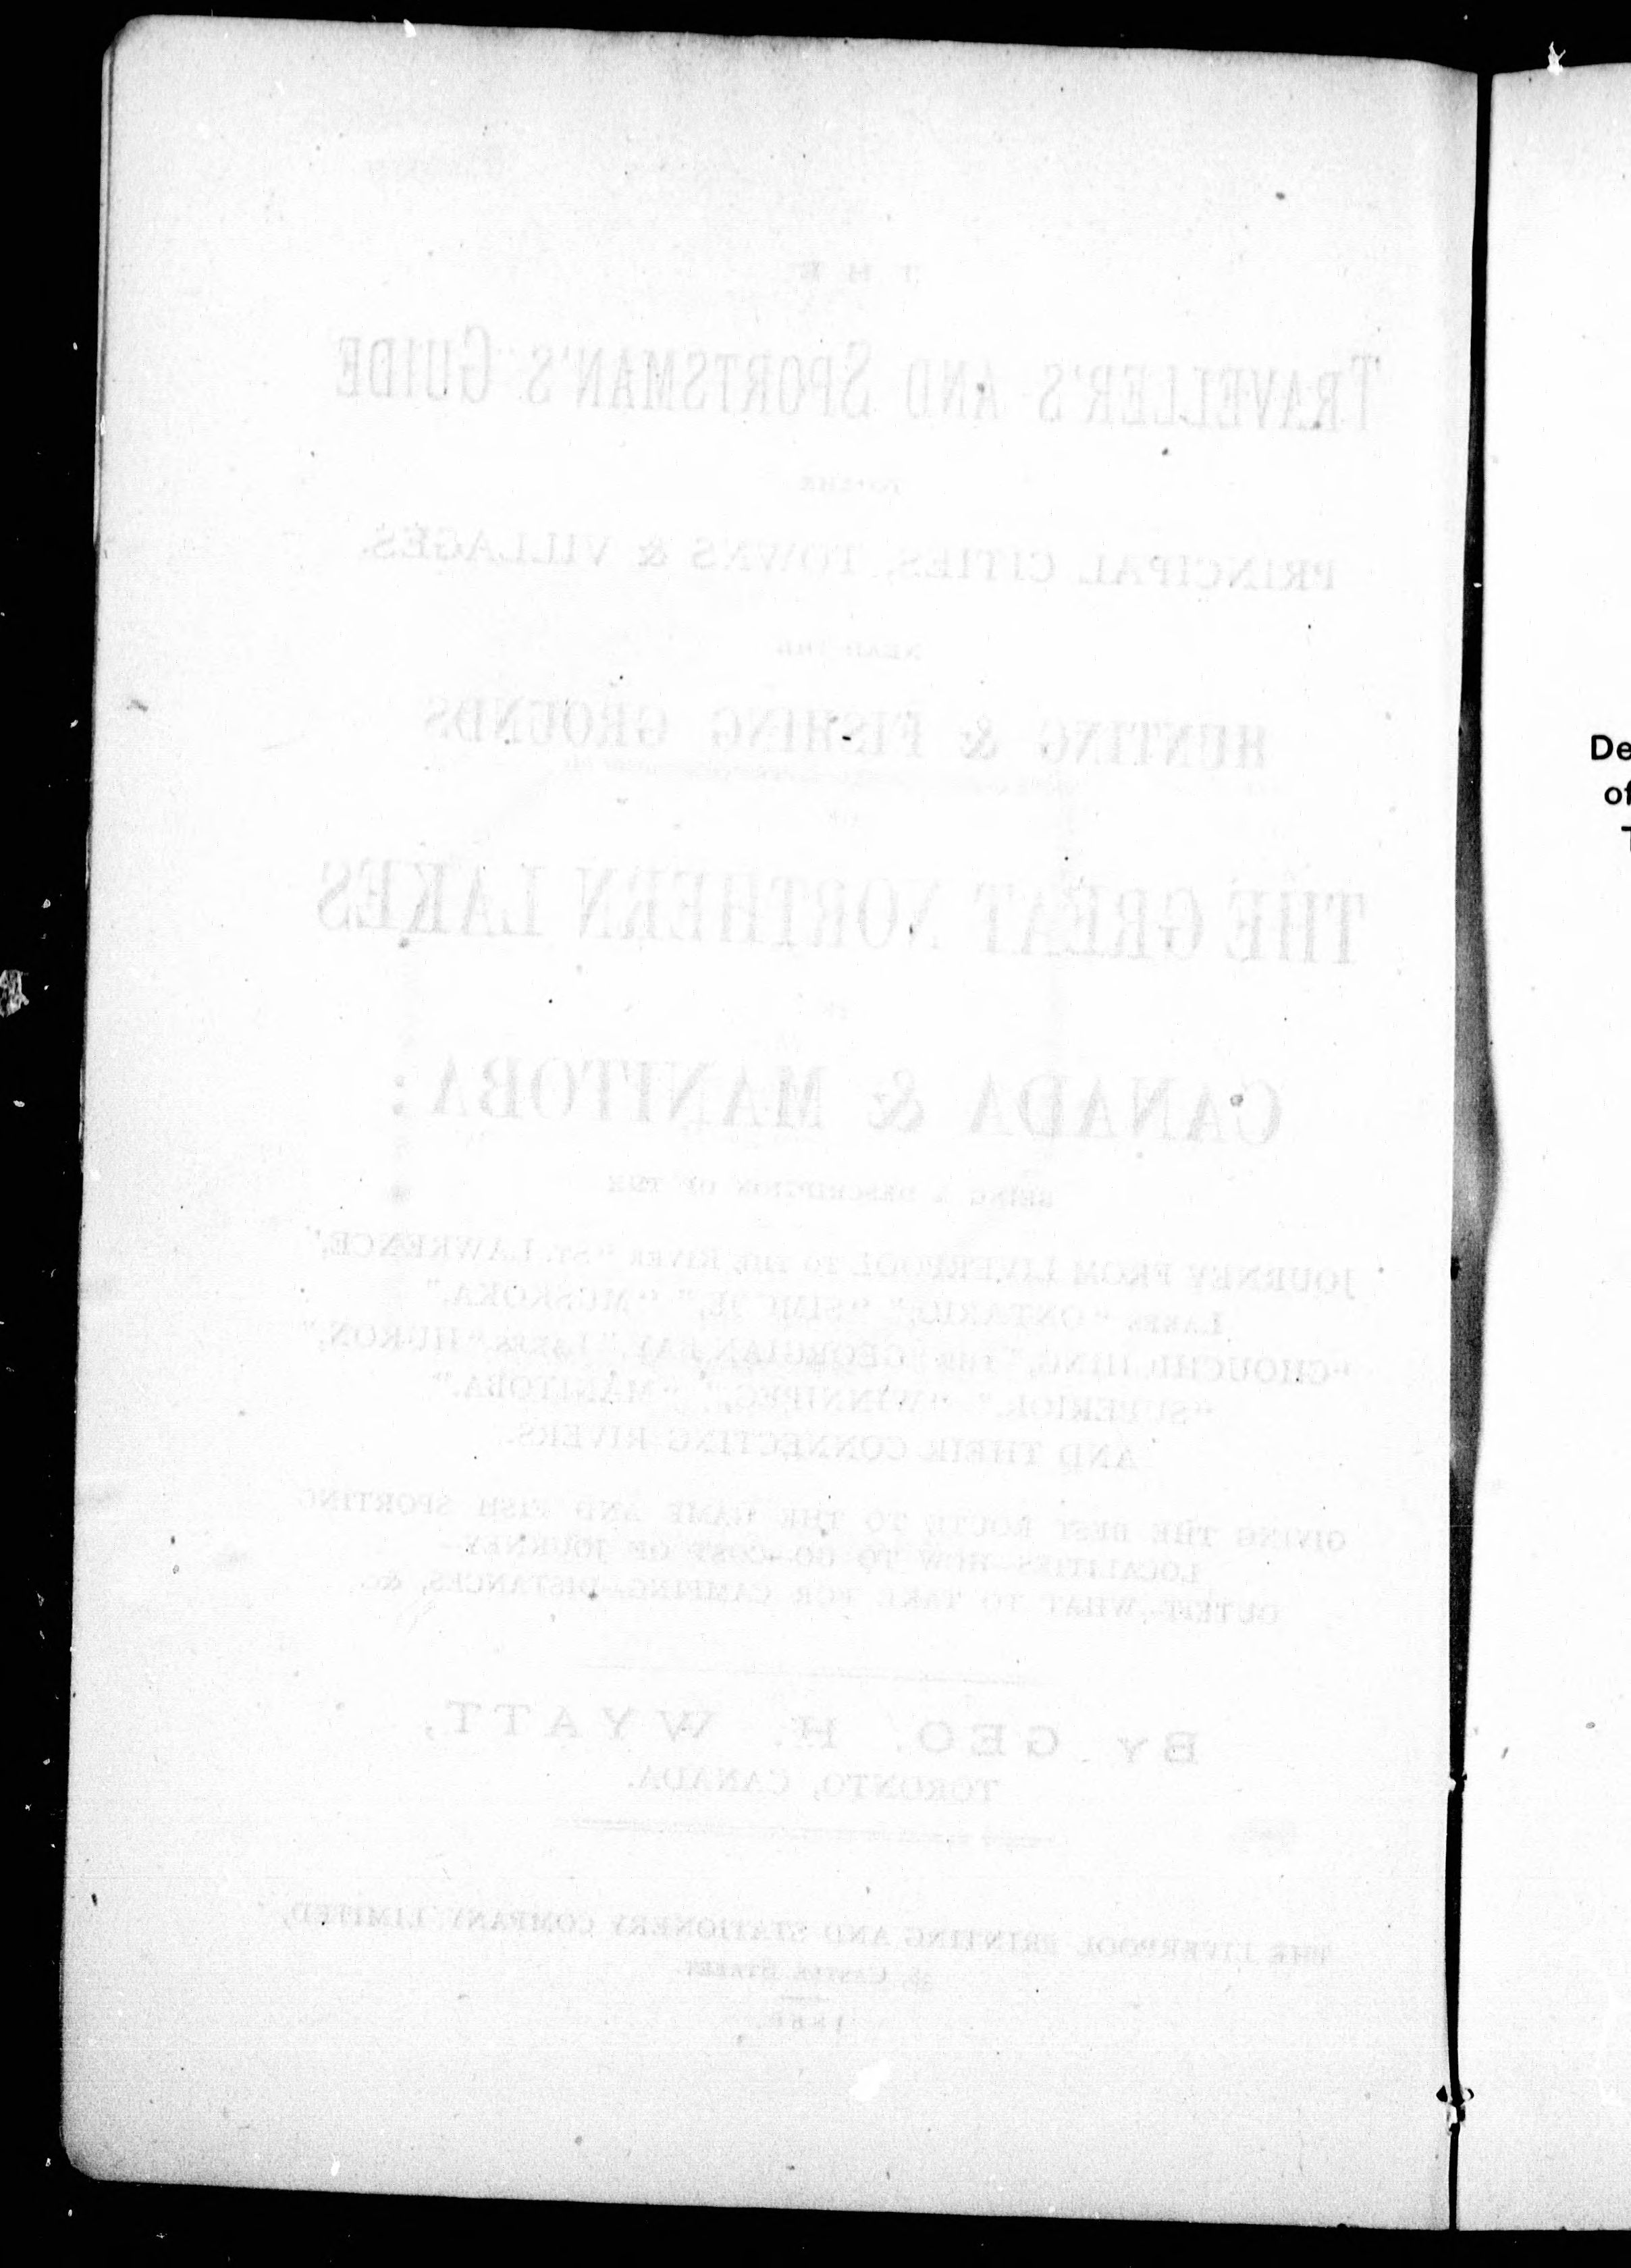 THE
TRAVELLER'S AND SPORTSMAN'S GUIDE
TO THE
PRINCIPAL CITIES, TOWNS & VILLAGES,
NEAR THE
HUNTING & FISHING GROUNDS
OF
THE GREAT NORTHERN LAKES
OF
CANADA & MANITOBA:
BEING A DESCRIPTION OF THE
JOURNEY FROM LIVERPOOL TO THE RIVER "ST. LAWRENCE,"
LAKES "ONTARIO," "SIMCOE," "MUSKOKA,"
THE "GEORGIAN BAY," LAKES "HURON,"
"SUPERIOR," "WINNIPEG," "MANITOBA,"
AND THEIR CONNECTING RIVERS.
GIVING THE BEST ROUTE TO THE GAME AND FISH SPORTING
LOCALITIES—HOW TO GO—COST OF JOURNEY—
OUTFIT—WHAT TO TAKE FOR CAMPING—DISTANCES, &c.
BY GEO. H. WYATT,
TORONTO, CANADA.
THE LIVERPOOL PRINTING AND STATIONERY COMPANY LIMITED,
CASTLE STREET.
De
of
T